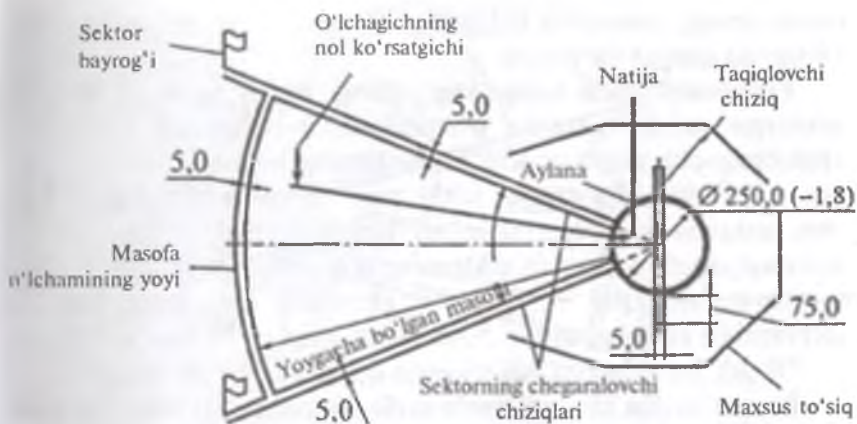 Sektor
bayrog‘i
O‘lchagichning
nol ko‘rsatgichi
Natija
Taqiqlovchi
chiziq
5,0
5,0
Aylana
Ø 250,0 (−1,8)
Masofa
o‘lchamining yoyi
Yoygacha bo‘lgan masofa
75,0
5,0
5,0
Sektorning chegaralovchi
chiziqlari
Maxsus to‘siq